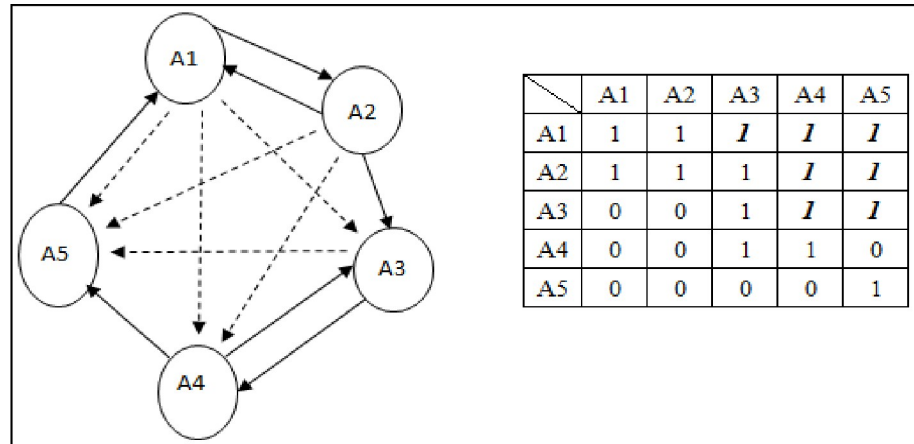 A1
A2
A5
A3
A4
A1 A2 A3 A4 A5
A1 1 1 1 1 1
A2 1 1 1 1 1
A3 0 0 1 1 1
A4 0 0 1 1 0
A5 0 0 0 0 1